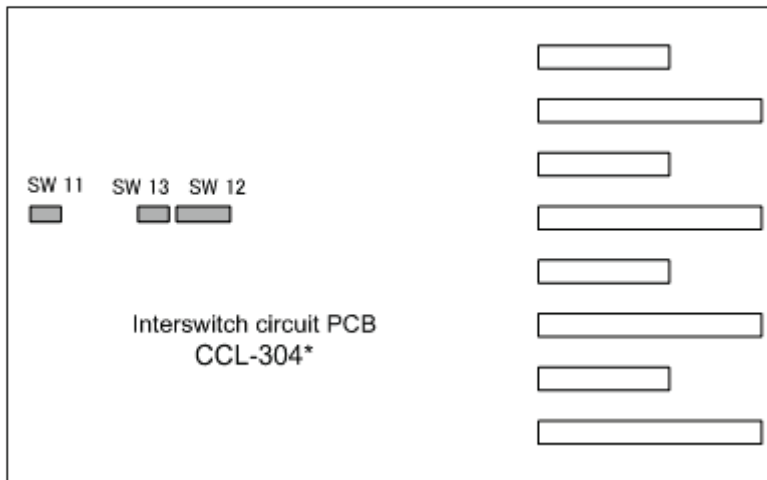 SW 11
SW 13
SW 12
Interswitch circuit PCB
CCL-304*